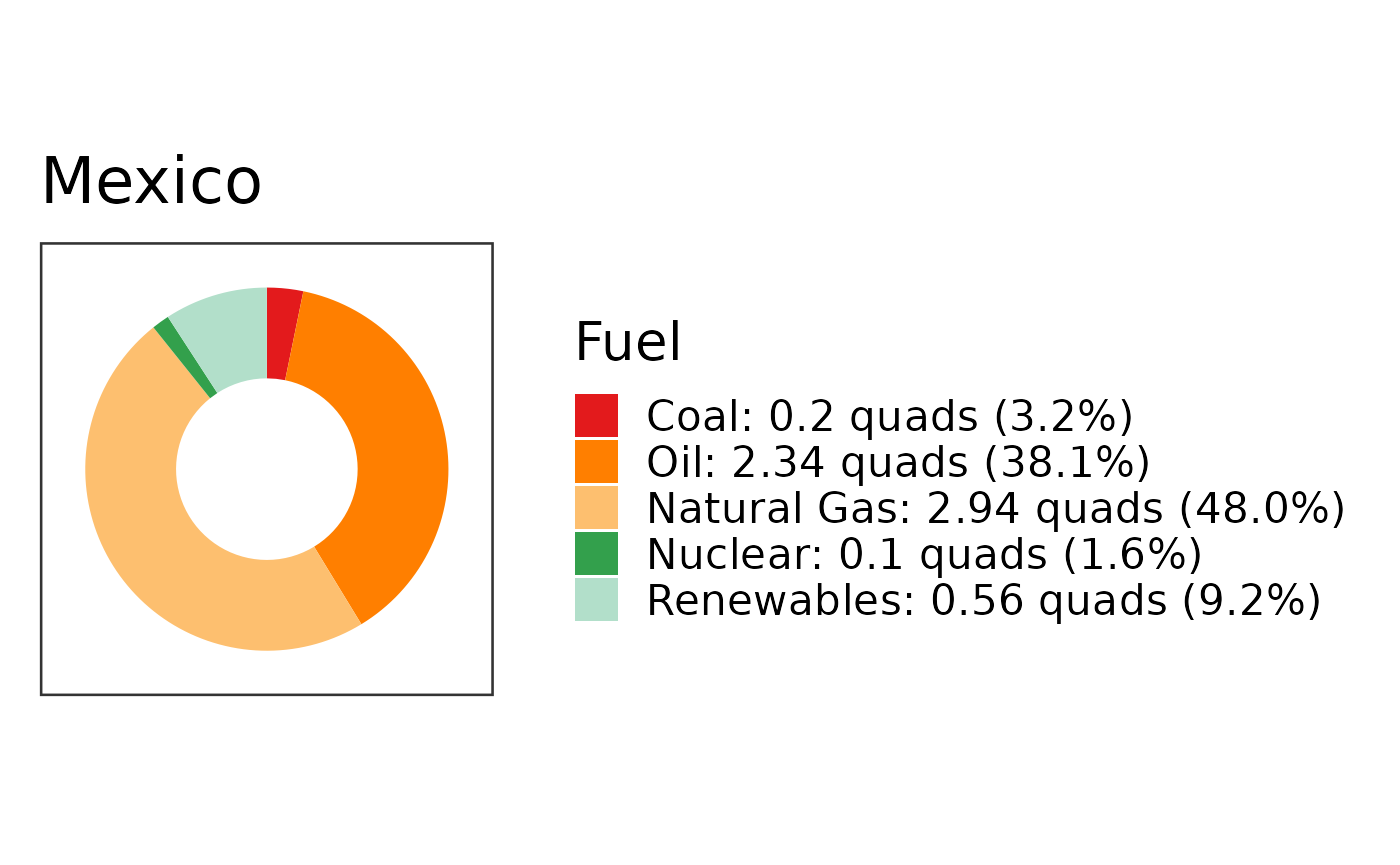 Mexico
Fuel
Coal: 0.2 quads (3.2%)
Oil: 2.34 quads (38.1%)
Natural Gas: 2.94 quads (48.0%)
Nuclear: 0.1 quads (1.6%)
Renewables: 0.56 quads (9.2%)